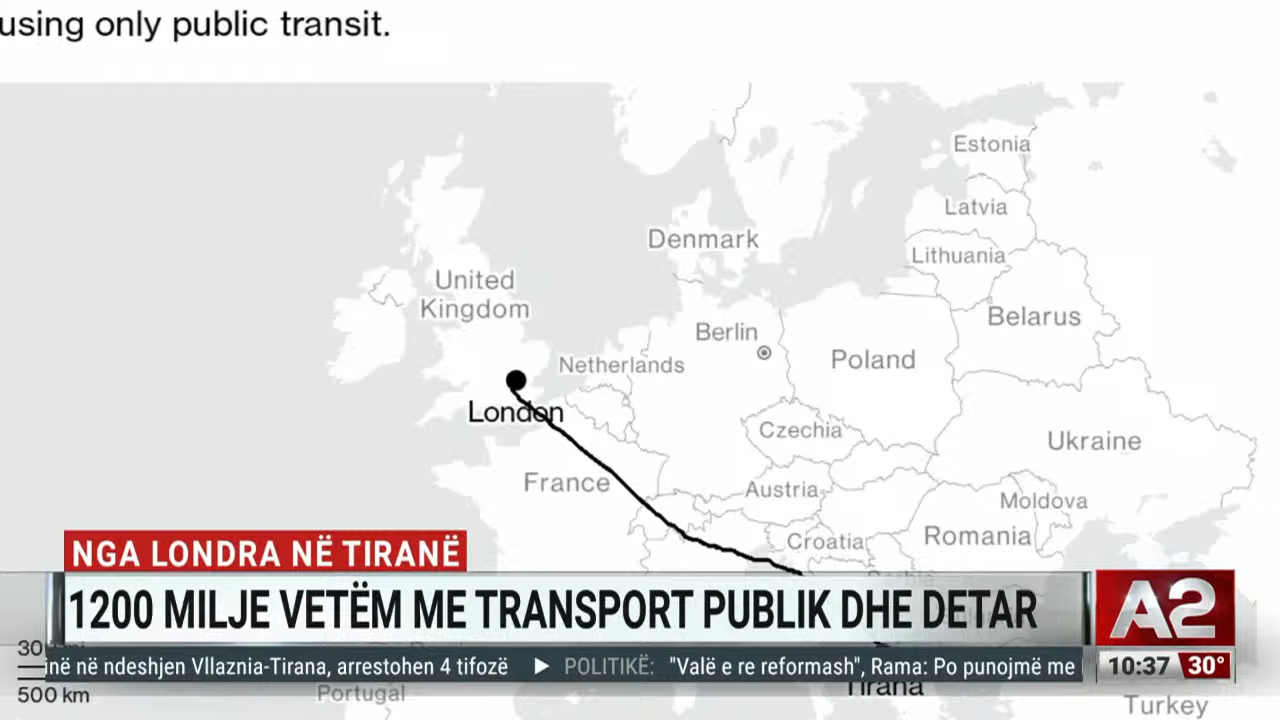 using only public transit.
Estonia
Latvia
Denmark
Lithuania
United
Kingdom
Belarus
Berlin
Netherlands
Poland
London
Czechia
Ukraine
France
Austria
Moldova
Croatia
Romania
NGA LONDRA NË TIRANË
1200 MILJE VETËM ME TRANSPORT PUBLIK DHE DETAR
A2
në në ndeshjen Vllaznia-Tirana, arrestohen 4 tifozë ▶ POLITIKË: "Valë e re reformash", Rama: Po punojmë me
10:37 30°
500 km
Portugal
Tirana
Turkey